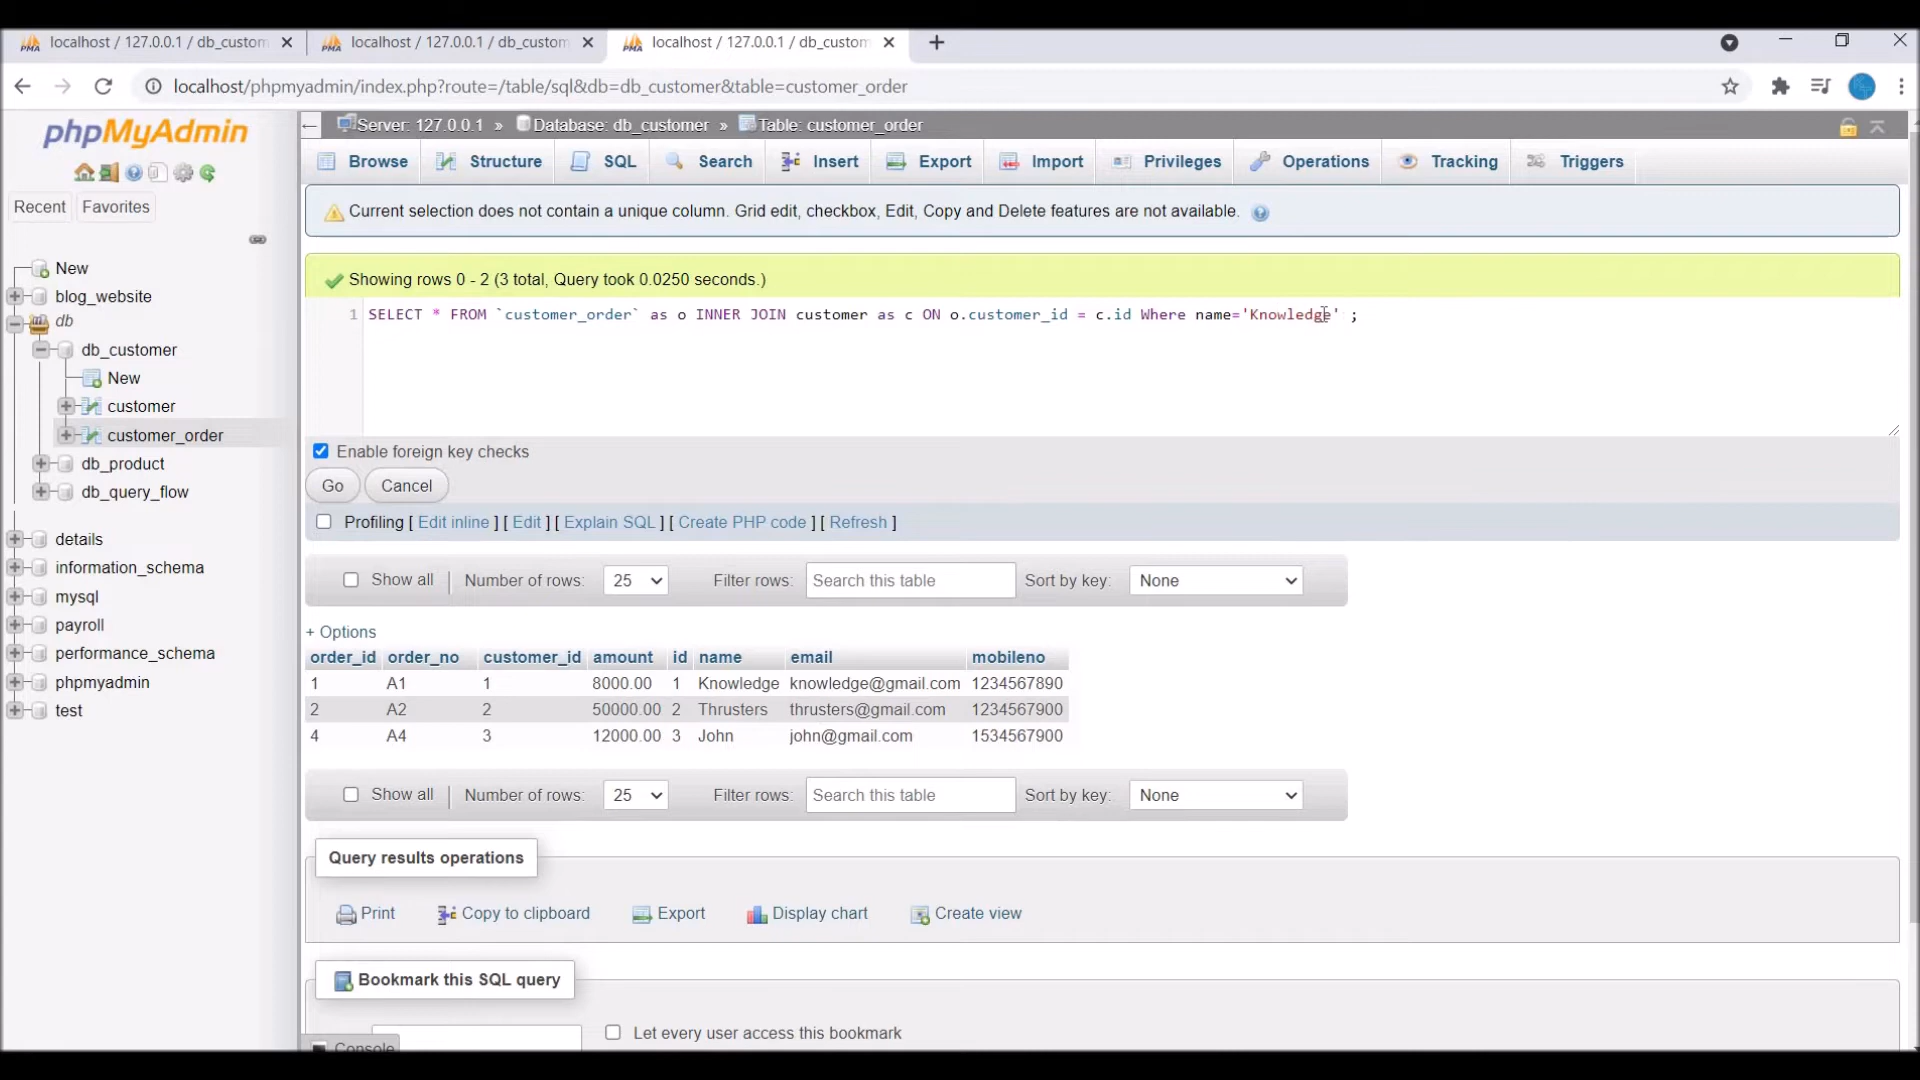 localhost / 127.0.0.1 / db_custom
localhost / 127.0.0.1 / db_custom
localhost / 127.0.0.1 / db_custom
localhost/phpmyadmin/index.php?route=/table/sql&db=db_customer&table=customer_order
phpMyAdmin
Recent
Favorites
New
blog_website
db
db_customer
New
customer
customer_order
db_product
db_query_flow
details
information_schema
mysql
payroll
performance_schema
phpmyadmin
test
Server: 127.0.0.1 » Database: db_customer » Table: customer_order
Browse Structure SQL Search Insert Export Import Privileges Operations Tracking Triggers
Current selection does not contain a unique column. Grid edit, checkbox, Edit, Copy and Delete features are not available.
Showing rows 0 - 2 (3 total, Query took 0.0250 seconds.)
1 SELECT * FROM `customer_order` as o INNER JOIN customer as c ON o.customer_id = c.id Where name='Knowledge' ;
Enable foreign key checks
Go Cancel
Profiling [ Edit inline ] [ Edit ] [ Explain SQL ] [ Create PHP code ] [ Refresh ]
Show all | Number of rows: 25 Filter rows: Search this table Sort by key: None
+ Options
order_id order_no customer_id amount id name email mobileno
1 A1 1 8000.00 1 Knowledge knowledge@gmail.com 1234567890
2 A2 2 50000.00 2 Thrusters thrusters@gmail.com 1234567900
4 A4 3 12000.00 3 John john@gmail.com 1534567900
Show all | Number of rows: 25 Filter rows: Search this table Sort by key: None
Query results operations
Print Copy to clipboard Export Display chart Create view
Bookmark this SQL query
Let every user access this bookmark
Console